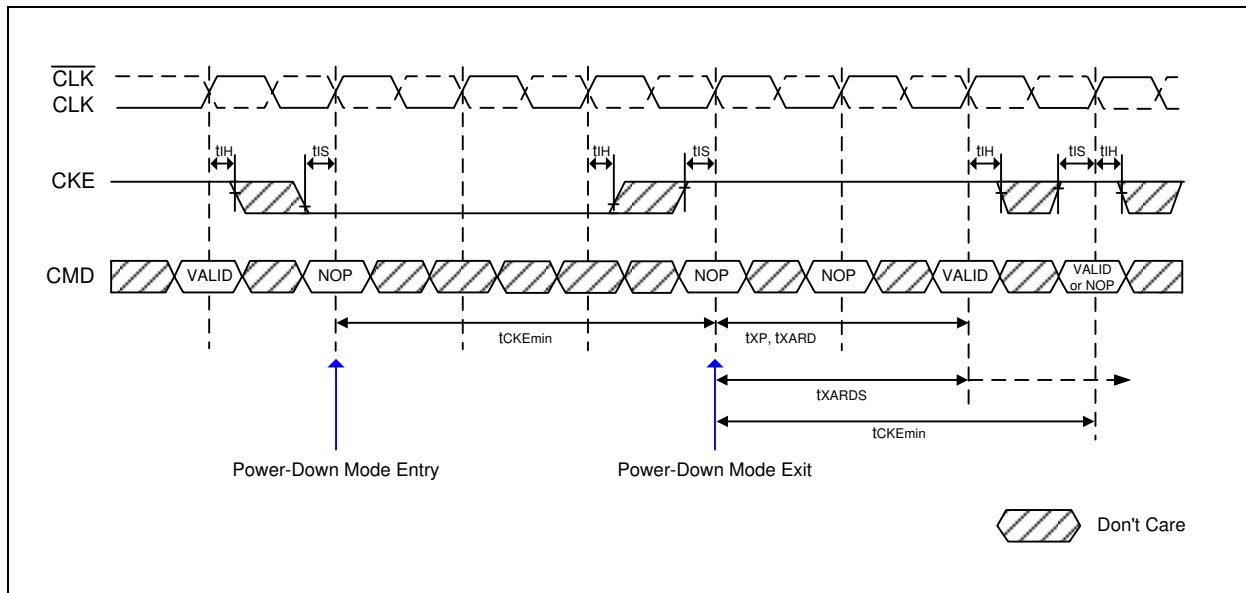 CLK
CLK
tIH tIS tIH tIS tIH tIS tIH
CKE
CMD VALID NOP NOP NOP VALID VALID or NOP
tCKEmin tXP, tXARD
tXARDS
tCKEmin
Power-Down Mode Entry Power-Down Mode Exit
Don't Care